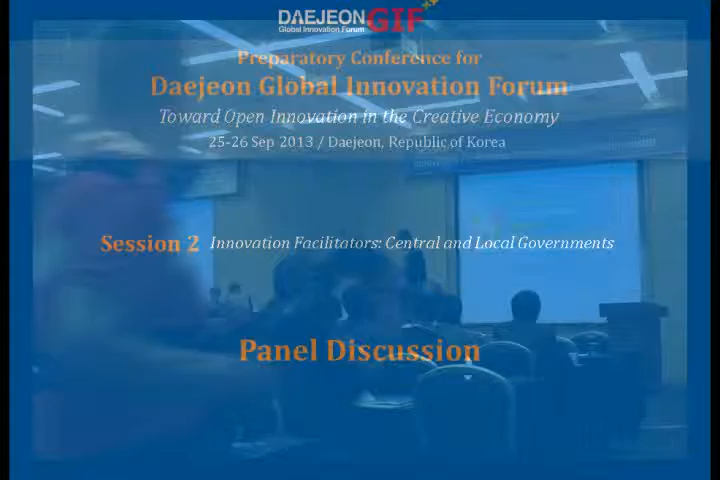 DAEJEON GIF
Global Innovation Forum
Preparatory Conference for
Daejeon Global Innovation Forum
Toward Open Innovation in the Creative Economy
25-26 Sep 2013 / Daejeon, Republic of Korea
Session 2 Innovation Facilitators: Central and Local Governments
Panel Discussion